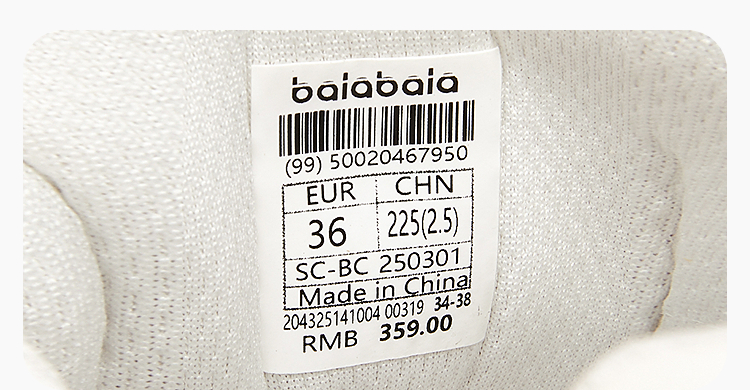 balabala
(99) 50020467950
EUR CHN
36 225(2.5)
SC-BC 250301
Made in China
204325141004 00319 34-38
RMB 359.00